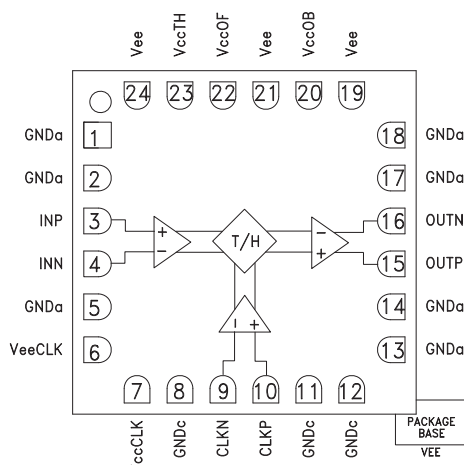 Vee VccTH VccOF Vee VccOB Vee
24 23 22 21 20 19
GNDa 1 18 GNDa
GNDa 2 17 GNDa
INP 3 + T/H - 16 OUTN
INN 4 - + 15 OUTP
GNDa 5 14 GNDa
VeeCLK 6 - + 13 GNDa
7 8 9 10 11 12
ccCLK GNDc CLKN CLKP GNDc GNDc
PACKAGE
BASE
VEE